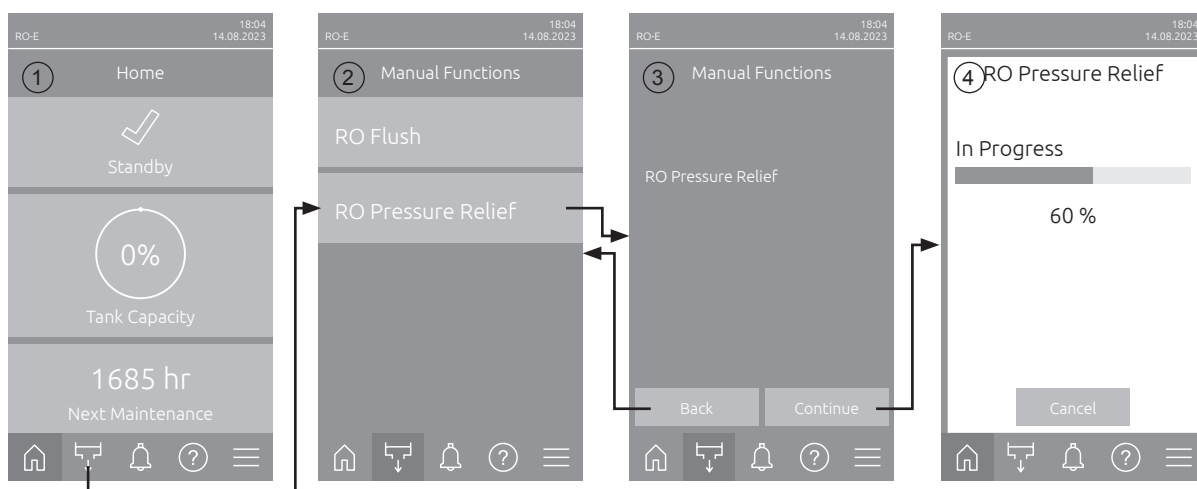 18:04
RO-E 14.08.2023
1 Home
Standby
0%
Tank Capacity
1685 hr
Next Maintenance
?
18:04
RO-E 14.08.2023
2 Manual Functions
RO Flush
RO Pressure Relief
?
18:04
RO-E 14.08.2023
3 Manual Functions
RO Pressure Relief
Back Continue
?
18:04
RO-E 14.08.2023
4 RO Pressure Relief
In Progress
60 %
Cancel
?